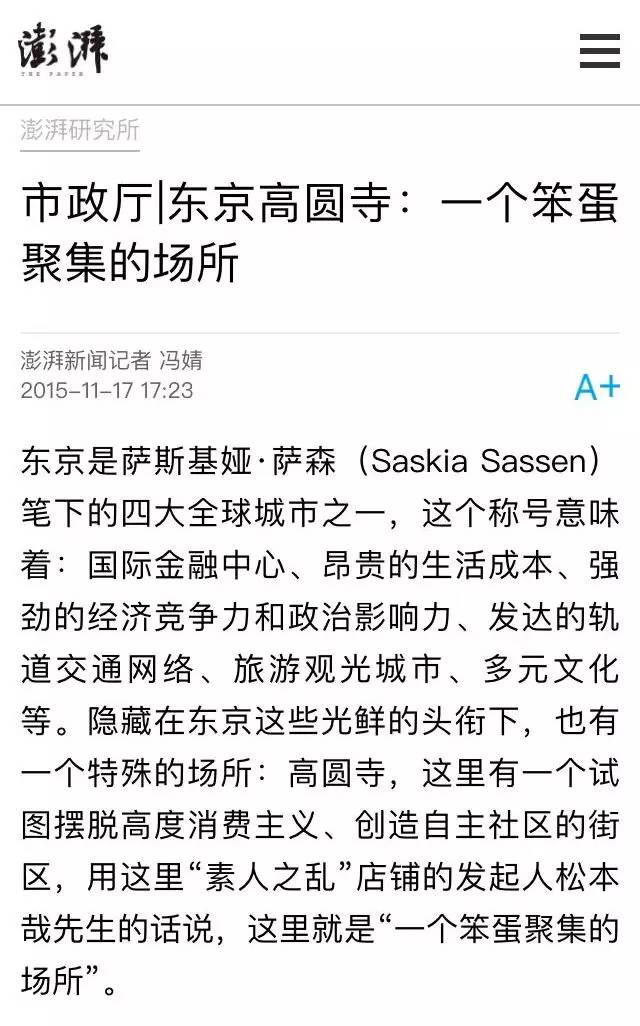 澎湃
THE PAPER
澎湃研究所
市政厅|东京高圆寺：一个笨蛋
聚集的场所
澎湃新闻记者 冯婧
2015-11-17 17:23
A+
东京是萨斯基娅·萨森（Saskia Sassen）
笔下的四大全球城市之一，这个称号意味
着：国际金融中心、昂贵的生活成本、强
劲的经济竞争力和政治影响力、发达的轨
道交通网络、旅游观光城市、多元文化
等。隐藏在东京这些光鲜的头衔下，也有
一个特殊的场所：高圆寺，这里有一个试
图摆脱高度消费主义、创造自主社区的街
区，用这里“素人之乱”店铺的发起人松本
哉先生的话说，这里就是“一个笨蛋聚集的
场所”。